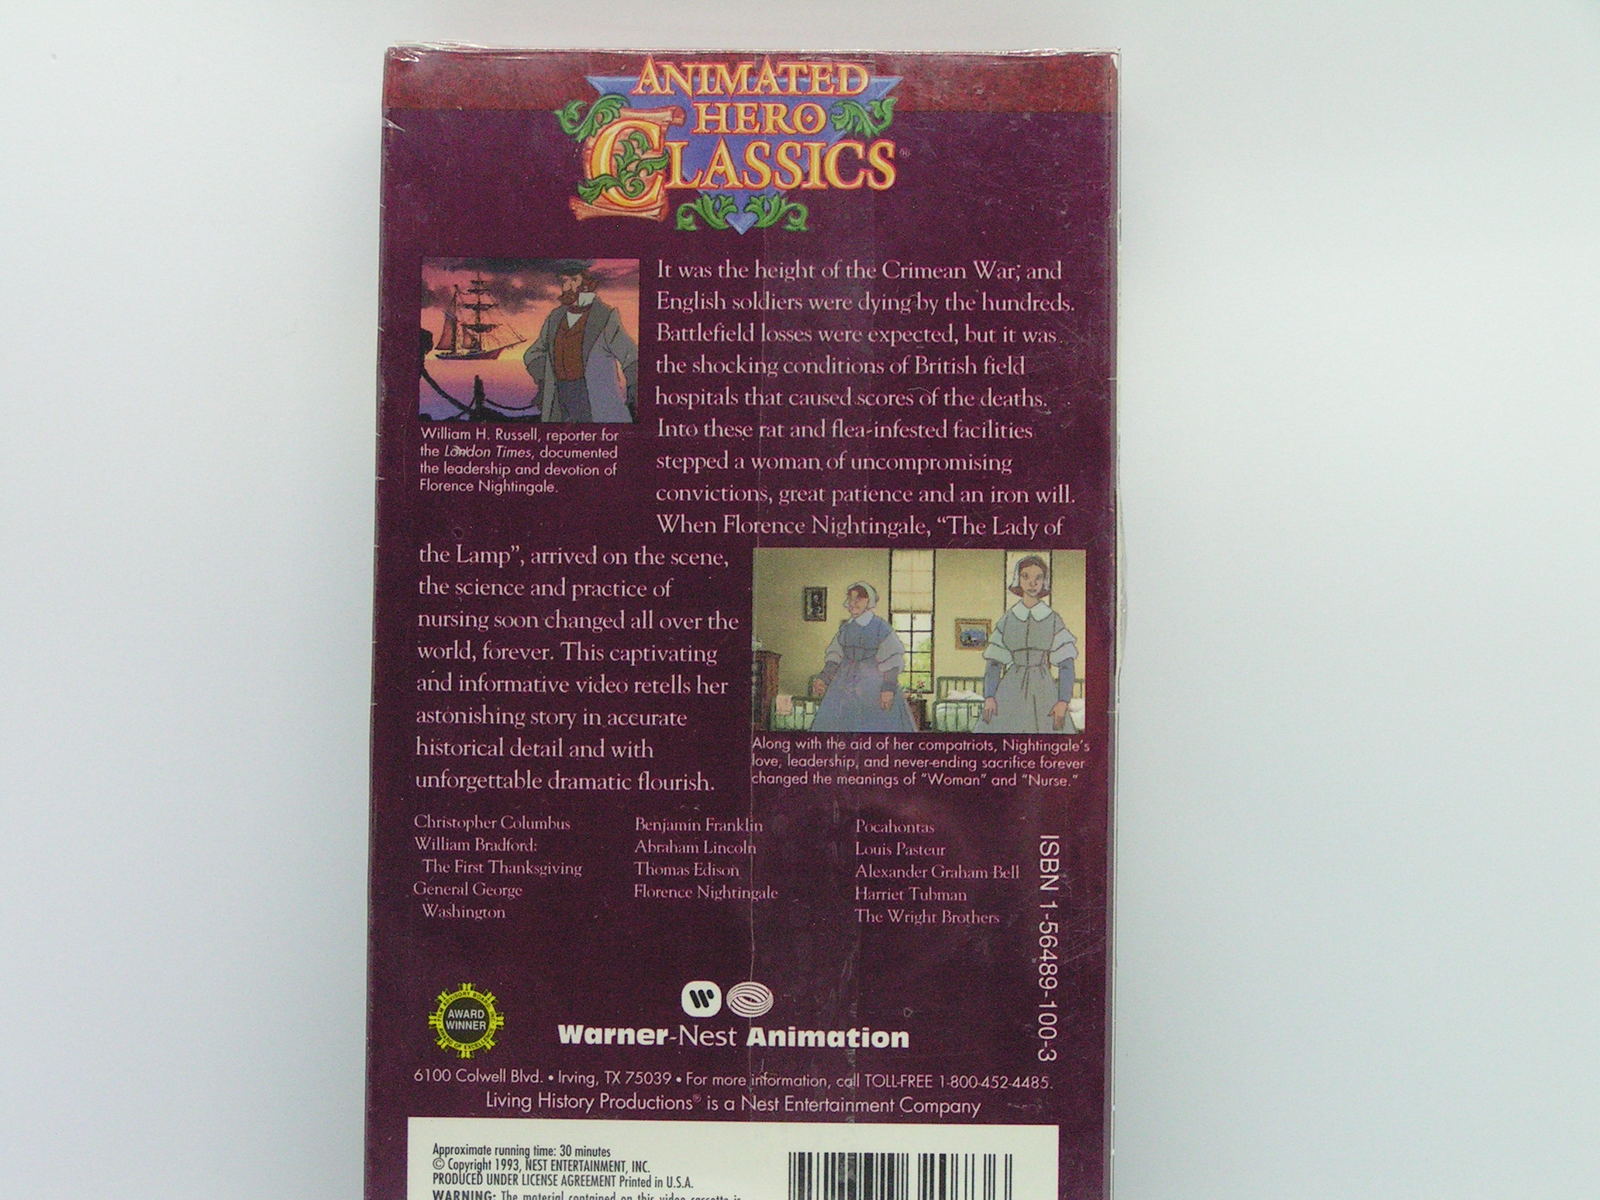 ANIMATED
HERO
CLASSICS®
It was the height of the Crimean War; and
English soldiers were dying by the hundreds.
Battlefield losses were expected, but it was
the shocking conditions of British field
hospitals that caused scores of the deaths.
Into these rat and flea-infested facilities
stepped a woman of uncompromising
convictions, great patience and an iron will.
When Florence Nightingale, “The Lady of
the Lamp”, arrived on the scene,
the science and practice of
nursing soon changed all over the
world, forever. This captivating
and informative video retells her
astonishing story in accurate
historical detail and with
unforgettable dramatic flourish.
William H. Russell, reporter for
the London Times, documented
the leadership and devotion of
Florence Nightingale.
Along with the aid of her compatriots, Nightingale's
love, leadership, and never-ending sacrifice forever
changed the meanings of “Woman” and “Nurse.”
Christopher Columbus
William Bradford:
The First Thanksgiving
General George
Washington
Benjamin Franklin
Abraham Lincoln
Thomas Edison
Florence Nightingale
Pocahontas
Louis Pasteur
Alexander Graham Bell
Harriet Tubman
The Wright Brothers
ISBN 1-56489-100-3
AWARD
WINNER
Warner-Nest Animation
6100 Colwell Blvd. • Irving, TX 75039 • For more information, call TOLL-FREE 1-800-452-4485.
Living History Productions® is a Nest Entertainment Company
Approximate running time: 30 minutes
© Copyright 1993, NEST ENTERTAINMENT, INC.
PRODUCED UNDER LICENSE AGREEMENT Printed in U.S.A.
WARNING: The material contained on this video cassette is